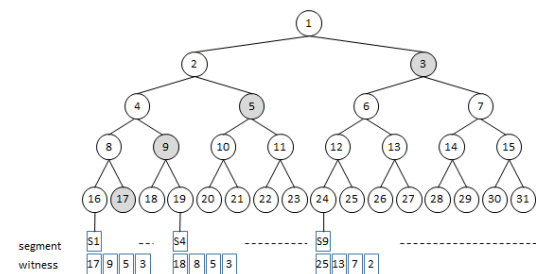 1
2 3
4 5 6 7
8 9 10 11 12 13 14 15
16 17 18 19 20 21 22 23 24 25 26 27 28 29 30 31
segment S1 S4 S9
witness 17 9 5 3 18 8 5 3 25 13 7 2